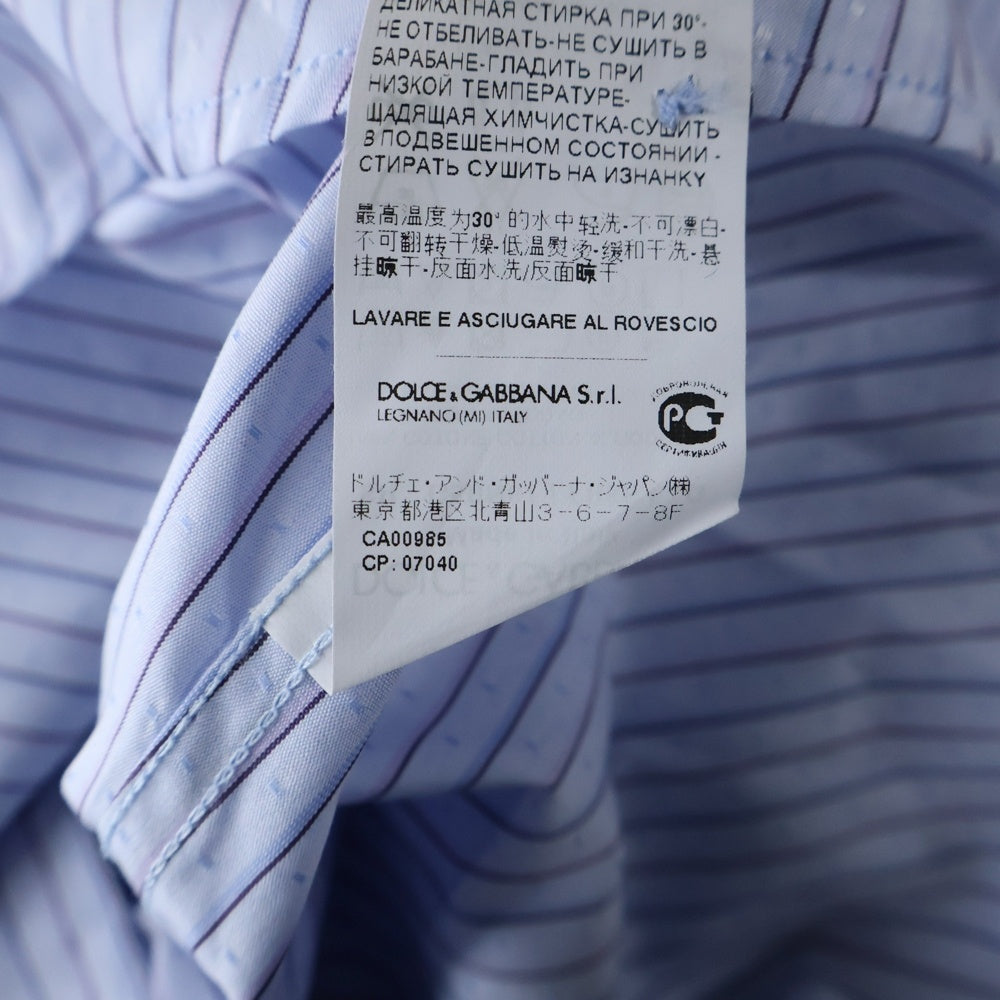 ДЕЛИКАТНАЯ СТИРКА ПРИ 30°-
НЕ ОТБЕЛИВАТЬ-НЕ СУШИТЬ В
БАРАБАНЕ-ГЛАДИТЬ ПРИ
НИЗКОЙ ТЕМПЕРАТУРЕ-
ЩАДЯЩАЯ ХИМЧИСТКА-СУШИТЬ
В ПОДВЕШЕННОМ СОСТОЯНИИ -
СТИРАТЬ СУШИТЬ НА ИЗНАНКУ
最高温度为30°的水中轻洗-不可漂白-
不可翻转干燥-低温熨烫-缓和干洗-悬
挂晾干-反面水洗/反面晾干
LAVARE E ASCIUGARE AL ROVESCIO
DOLCE & GABBANA S.r.l.
LEGNANO (MI) ITALY
ДОБРОВОЛЬНАЯ
РСТ
СЕРТИФИКАЦИЯ
ドルチェ・アンド・ガッバーナ・ジャパン㈱
東京都港区北青山3-6-7-8F
CA00985
CP: 07040